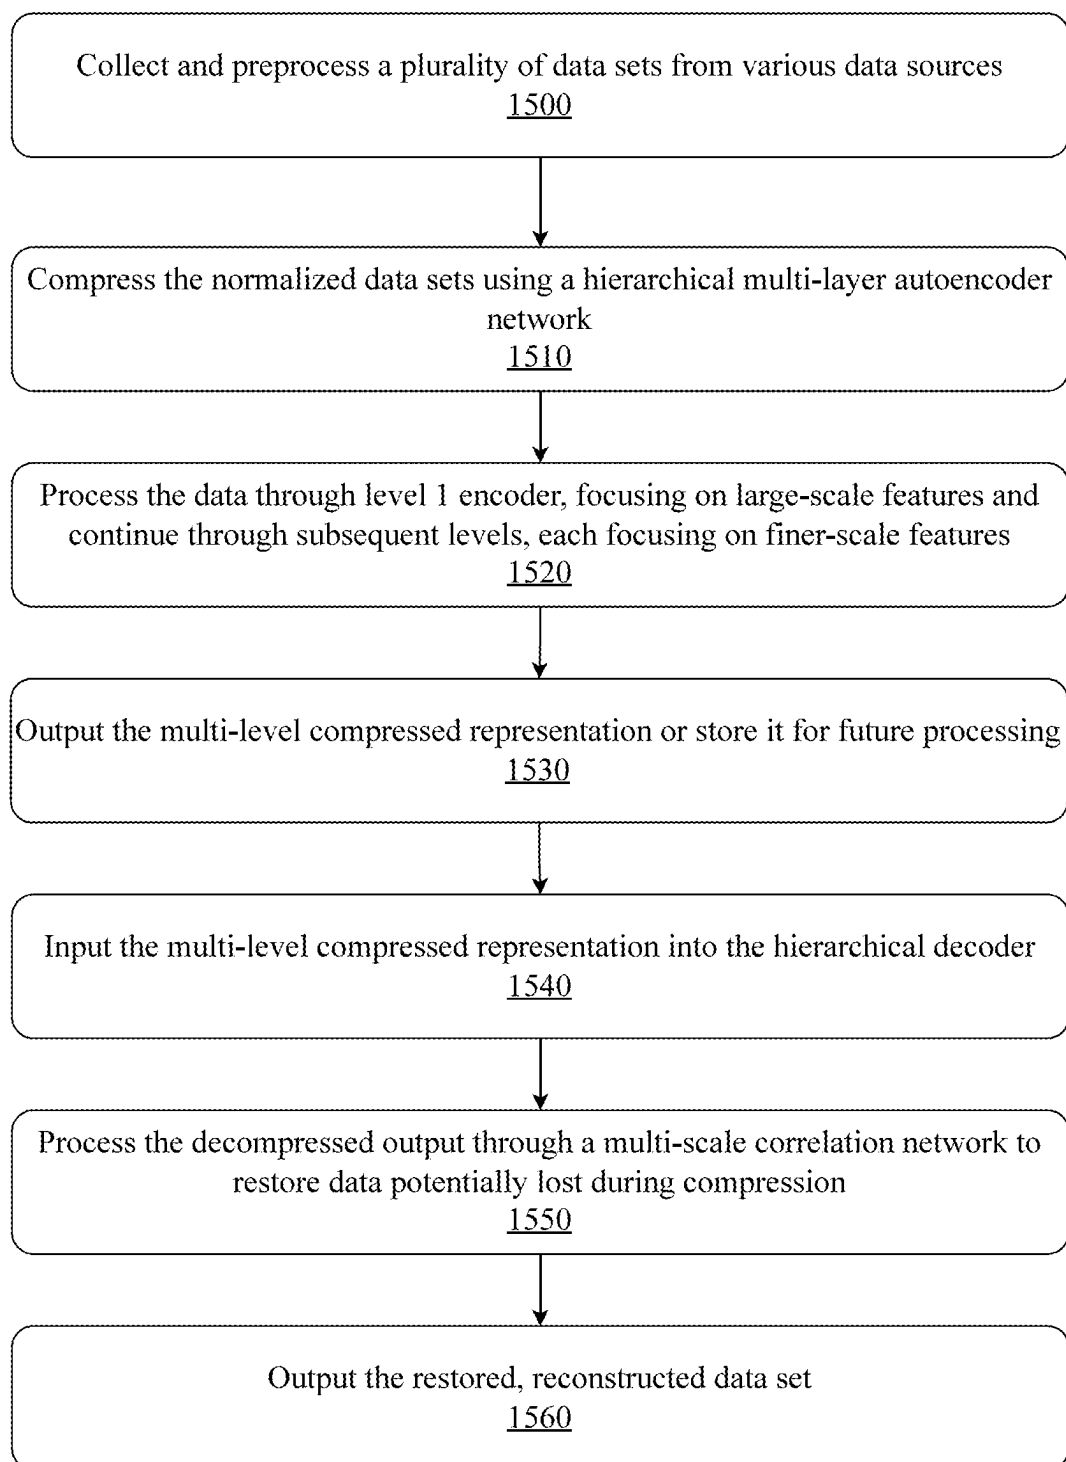 Collect and preprocess a plurality of data sets from various data sources
1500
Compress the normalized data sets using a hierarchical multi-layer autoencoder
network
1510
Process the data through level 1 encoder, focusing on large-scale features and
continue through subsequent levels, each focusing on finer-scale features
1520
Output the multi-level compressed representation or store it for future processing
1530
Input the multi-level compressed representation into the hierarchical decoder
1540
Process the decompressed output through a multi-scale correlation network to
restore data potentially lost during compression
1550
Output the restored, reconstructed data set
1560